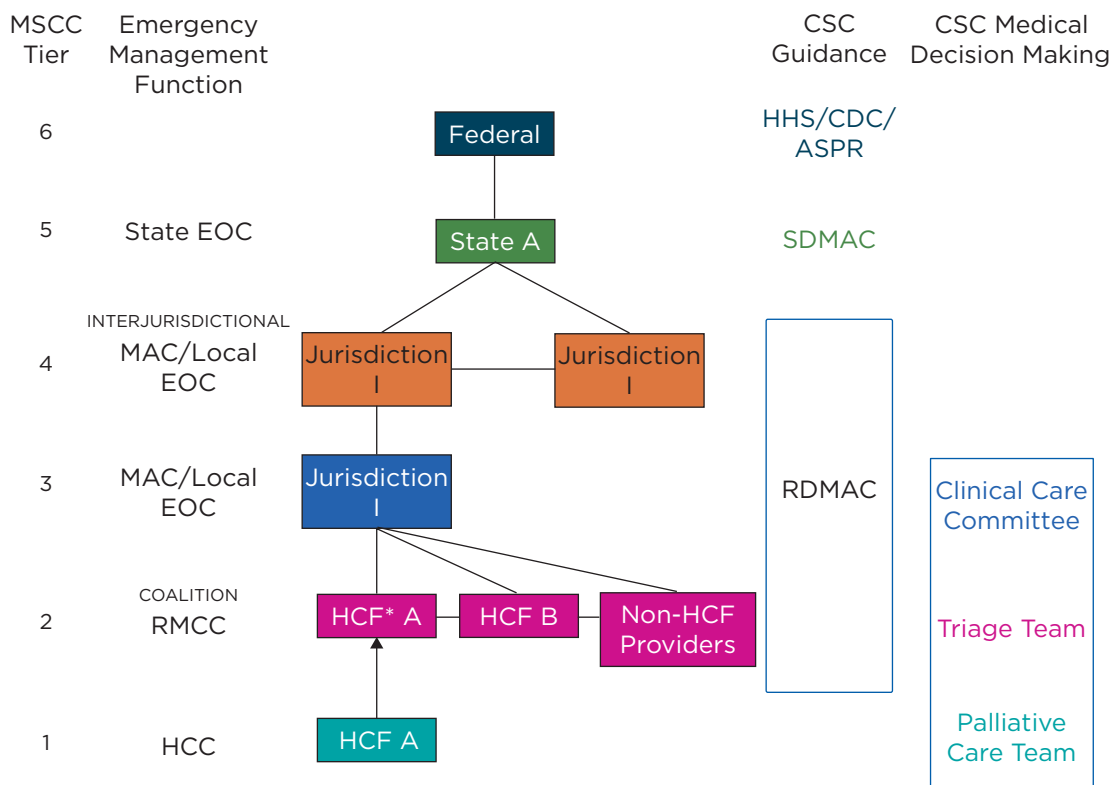 MSCC
Tier
Emergency
Management
Function
CSC
Guidance
CSC Medical
Decision Making
6
Federal
HHS/CDC/
ASPR
5
State EOC
State A
SDMAC
4
INTERJURISDICTIONAL
MAC/Local
EOC
Jurisdiction
I
Jurisdiction
I
3
MAC/Local
EOC
Jurisdiction
I
RDMAC
Clinical Care
Committee
2
COALITION
RMCC
HCF* A
HCF B
Non-HCF
Providers
Triage Team
1
HCC
HCF A
Palliative
Care Team